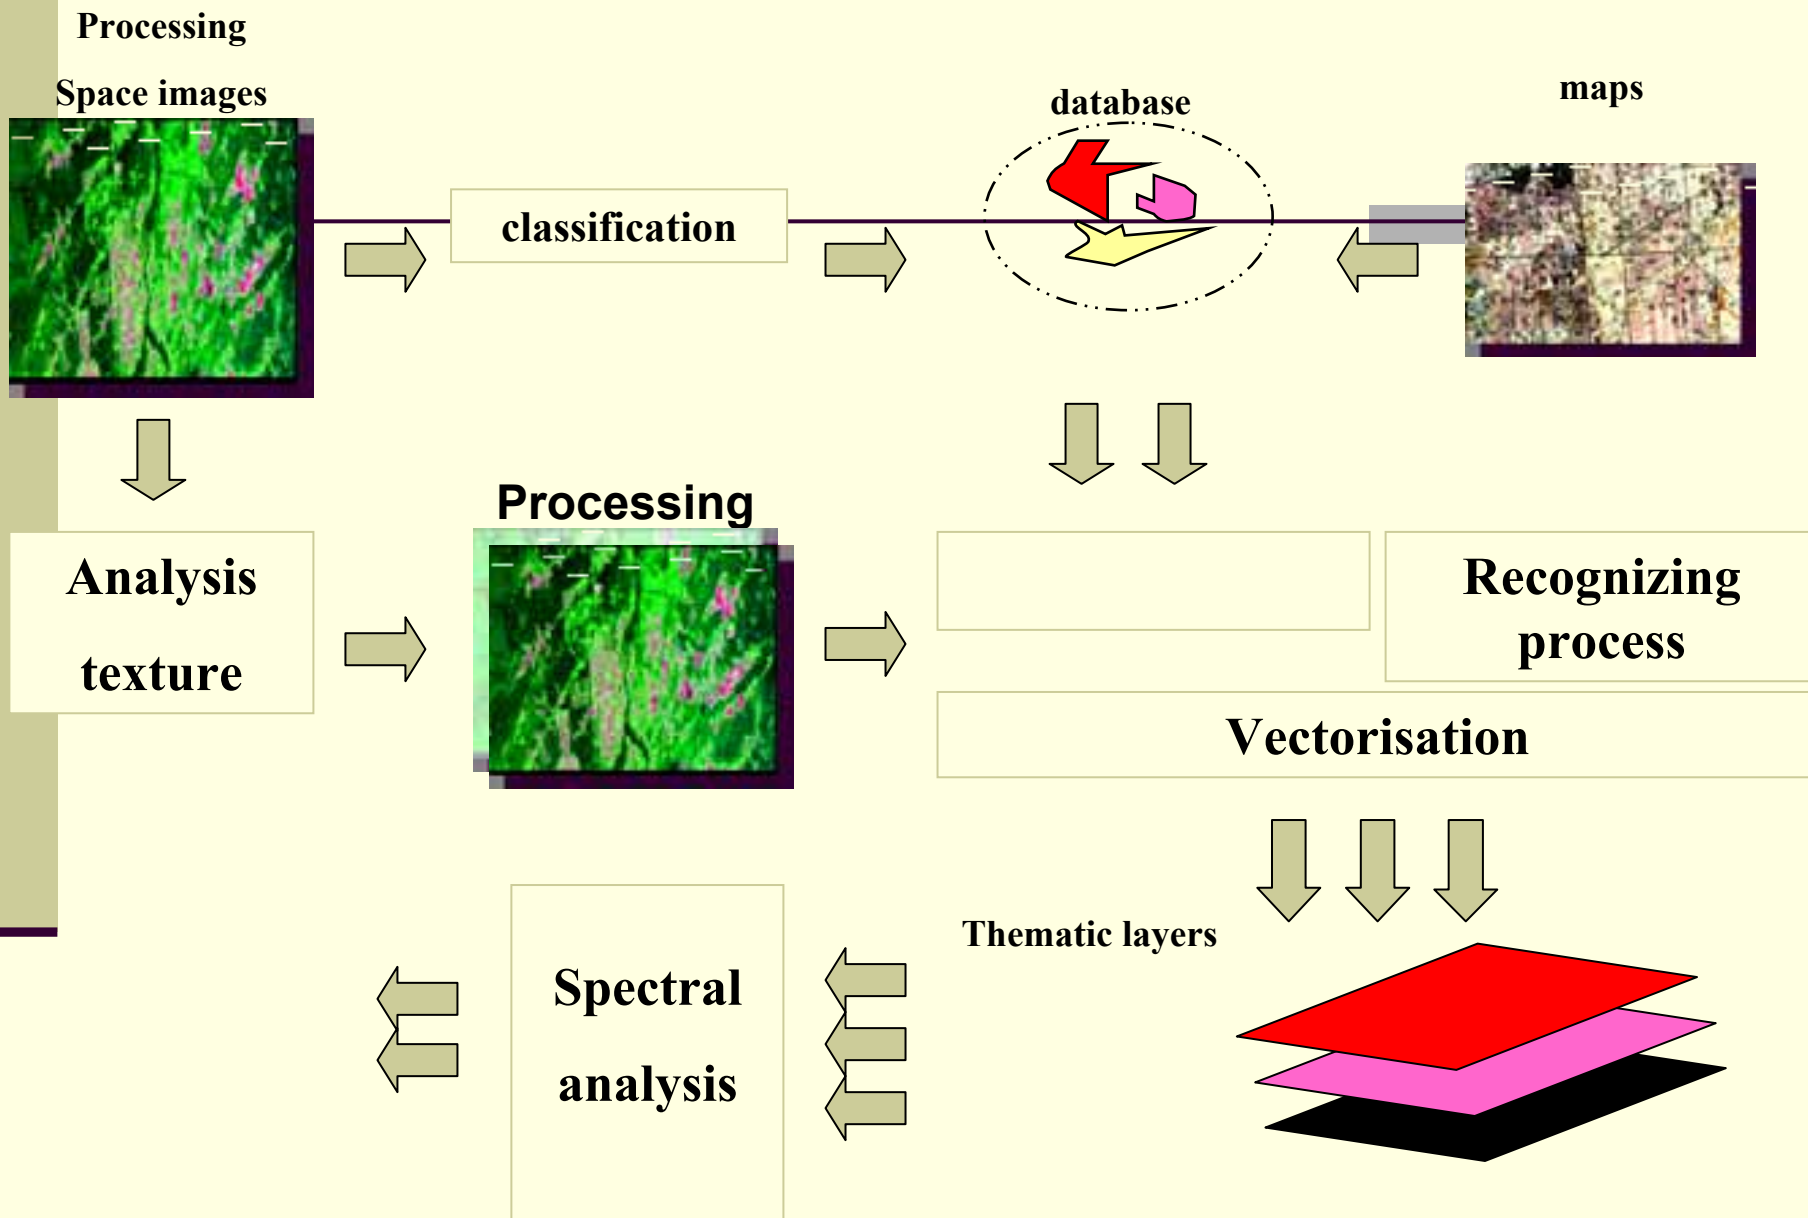 Processing
Space images
database
maps
classification
Processing
Analysis
texture
Recognizing
process
Vectorisation
Thematic layers
Spectral
analysis